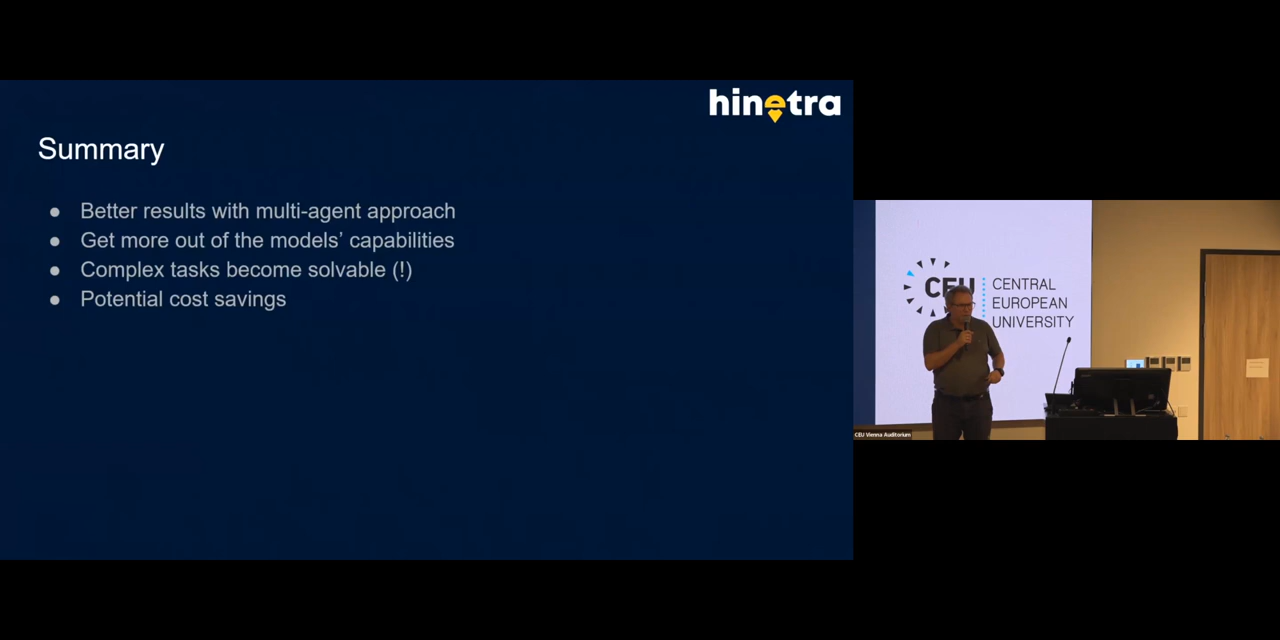 hinetra
Summary
● Better results with multi-agent approach
● Get more out of the models’ capabilities
● Complex tasks become solvable (!)
● Potential cost savings
CEU
CENTRAL
EUROPEAN
UNIVERSITY
CEU Vienna Auditorium